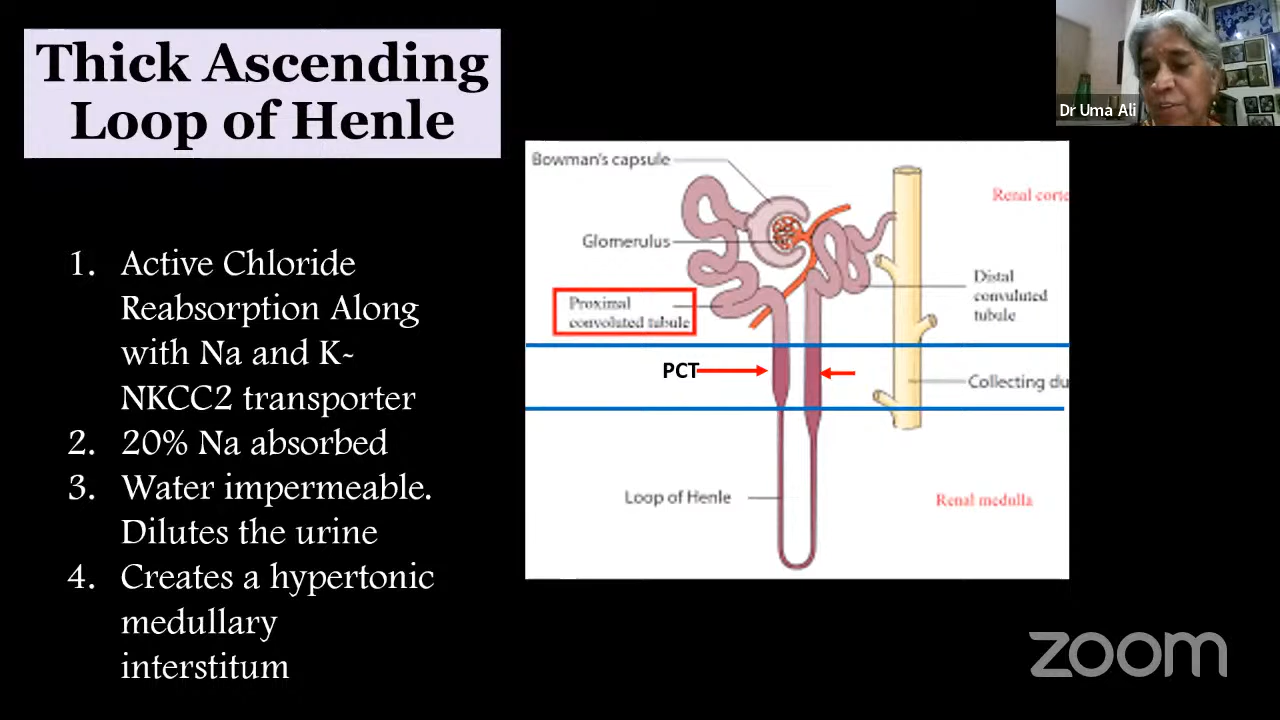 Thick Ascending
Loop of Henle
Dr Uma Ali
1. Active Chloride
Reabsorption Along
with Na and K-
NKCC2 transporter
2. 20% Na absorbed
3. Water impermeable.
Dilutes the urine
4. Creates a hypertonic
medullary
interstitum
Bowman's capsule
Renal corte
Glomerulus
Distal
convuluted
tubule
Proximal
convoluted tubule
PCT
Collecting du
Loop of Henle
Renal medulla
zoom